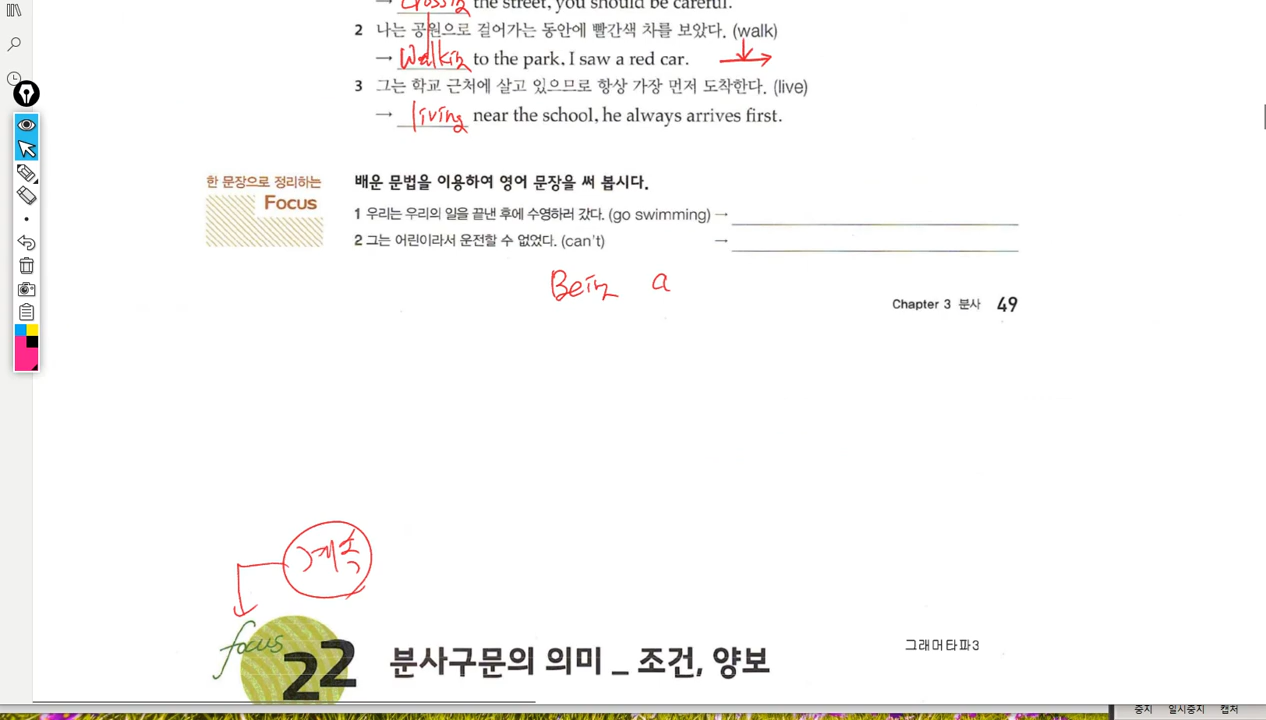 → Crossing the street, you should be careful.
2 나는 공원으로 걸어가는 동안에 빨간색 차를 보았다. (walk)
→ Walking to the park, I saw a red car.
3 그는 학교 근처에 살고 있으므로 항상 가장 먼저 도착한다. (live)
→ living near the school, he always arrives first.
한 문장으로 정리하는
Focus
배운 문법을 이용하여 영어 문장을 써 봅시다.
1 우리는 우리의 일을 끝낸 후에 수영하러 갔다. (go swimming) →
2 그는 어린이라서 운전할 수 없었다. (can't) →
Being a
Chapter 3 분사 49
계속
focus
22 분사구문의 의미 _ 조건, 양보
그래머타파3
중지 일시중지 캡처